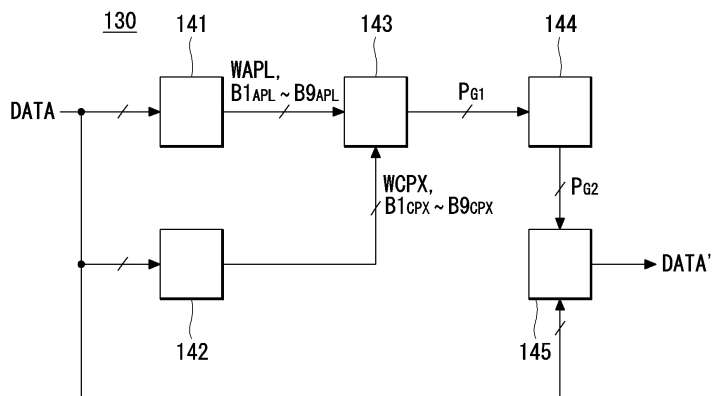 130
141
143
144
WAPL,
B1APL ~ B9APL
PG1
DATA
WCPX,
B1CPX ~ B9CPX
PG2
DATA'
142
145